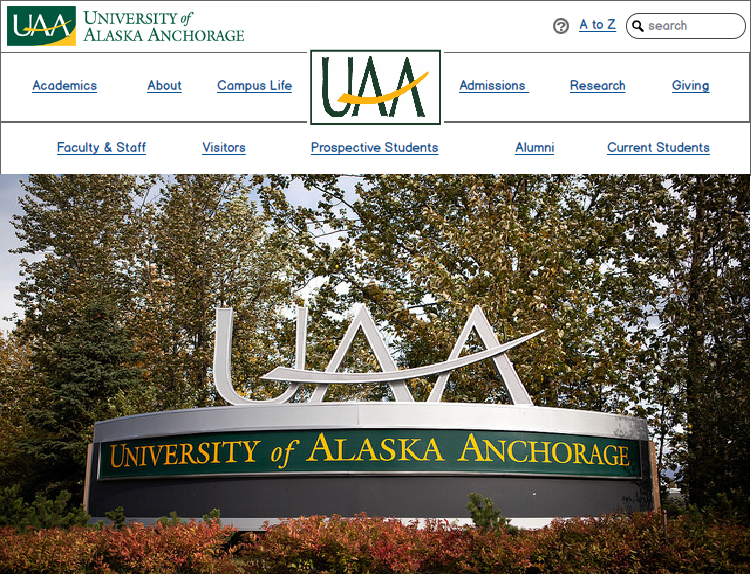 UAA UNIVERSITY of
ALASKA ANCHORAGE
? A to Z search
Academics About Campus Life UAA Admissions Research Giving
Faculty & Staff Visitors Prospective Students Alumni Current Students
UAA
UNIVERSITY of ALASKA ANCHORAGE